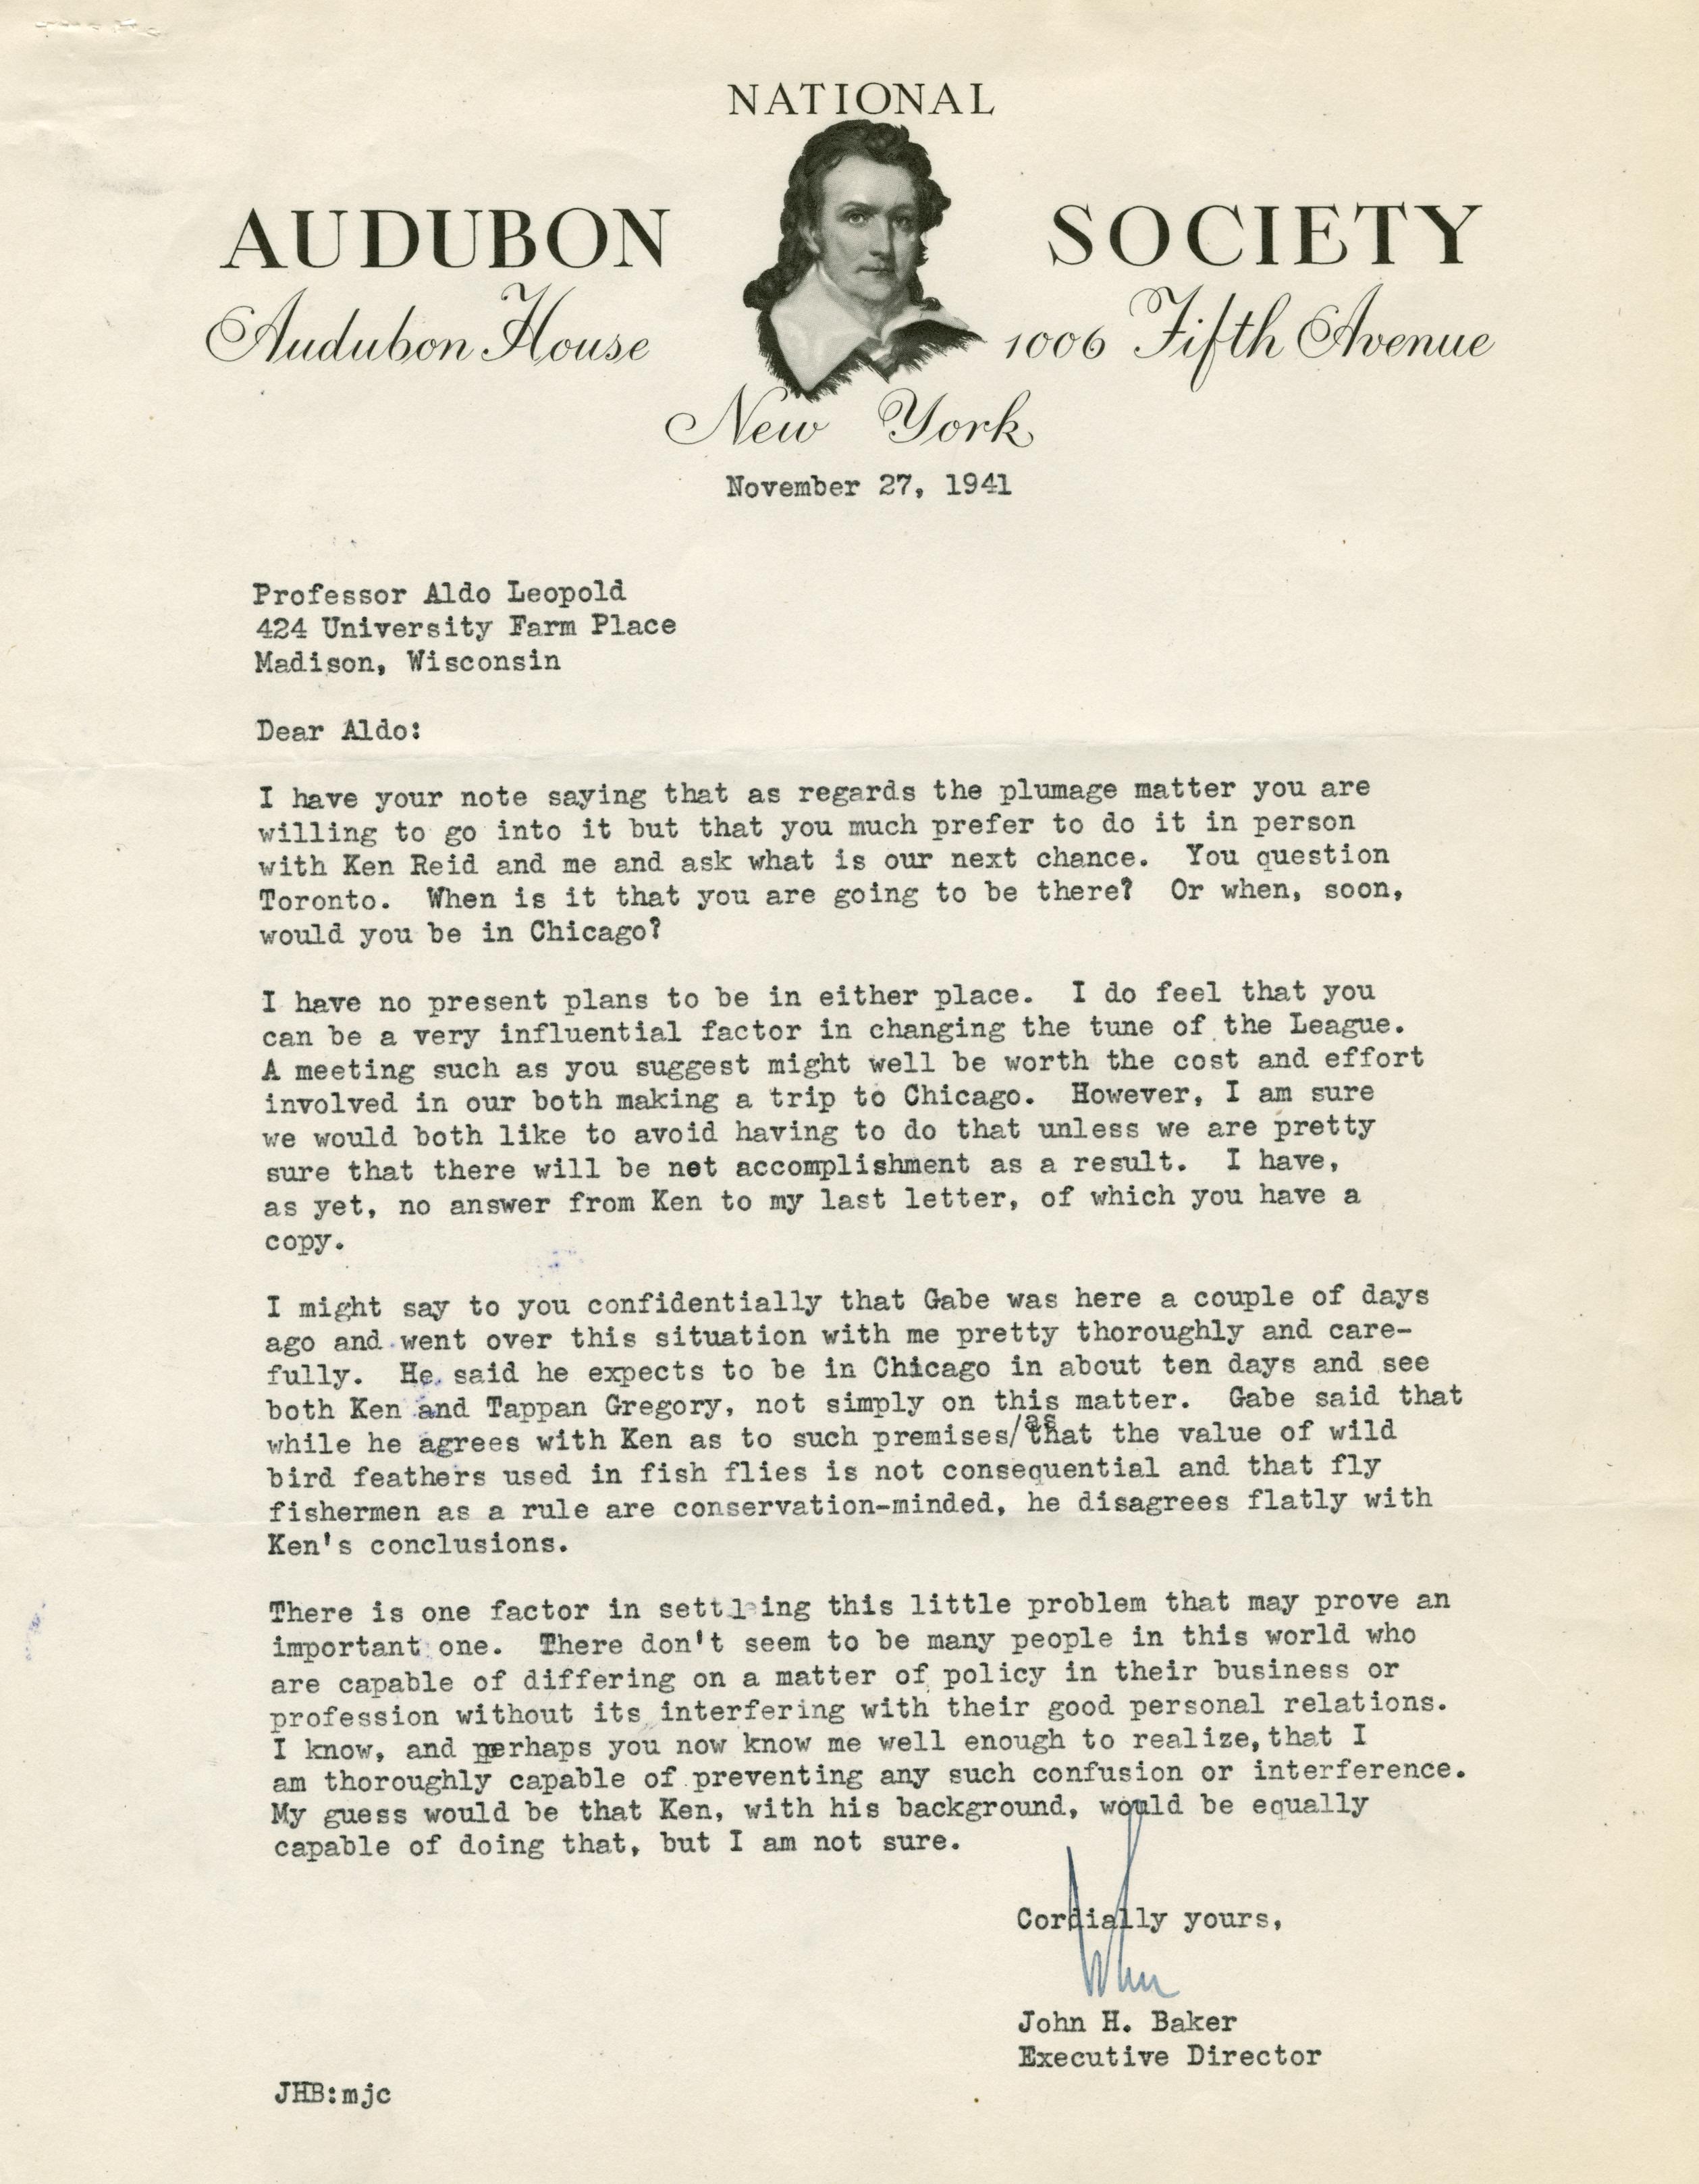 NATIONAL
AUDUBON SOCIETY
Audubon House 1006 Fifth Avenue
New York
November 27, 1941
Professor Aldo Leopold
424 University Farm Place
Madison, Wisconsin
Dear Aldo:
I have your note saying that as regards the plumage matter you are
willing to go into it but that you much prefer to do it in person
with Ken Reid and me and ask what is our next chance. You question
Toronto. When is it that you are going to be there? Or when, soon,
would you be in Chicago?
I have no present plans to be in either place. I do feel that you
can be a very influential factor in changing the tune of the League.
A meeting such as you suggest might well be worth the cost and effort
involved in our both making a trip to Chicago. However, I am sure
we would both like to avoid having to do that unless we are pretty
sure that there will be net accomplishment as a result. I have,
as yet, no answer from Ken to my last letter, of which you have a
copy.
I might say to you confidentially that Gabe was here a couple of days
ago and went over this situation with me pretty thoroughly and care-
fully. He said he expects to be in Chicago in about ten days and see
both Ken and Tappan Gregory, not simply on this matter. Gabe said that
while he agrees with Ken as to such premises/as that the value of wild
bird feathers used in fish flies is not consequential and that fly
fishermen as a rule are conservation-minded, he disagrees flatly with
Ken's conclusions.
There is one factor in settleing this little problem that may prove an
important one. There don't seem to be many people in this world who
are capable of differing on a matter of policy in their business or
profession without its interfering with their good personal relations.
I know, and perhaps you now know me well enough to realize, that I
am thoroughly capable of preventing any such confusion or interference.
My guess would be that Ken, with his background, would be equally
capable of doing that, but I am not sure.
Cordially yours,
John H. Baker
Executive Director
JHB:mjc